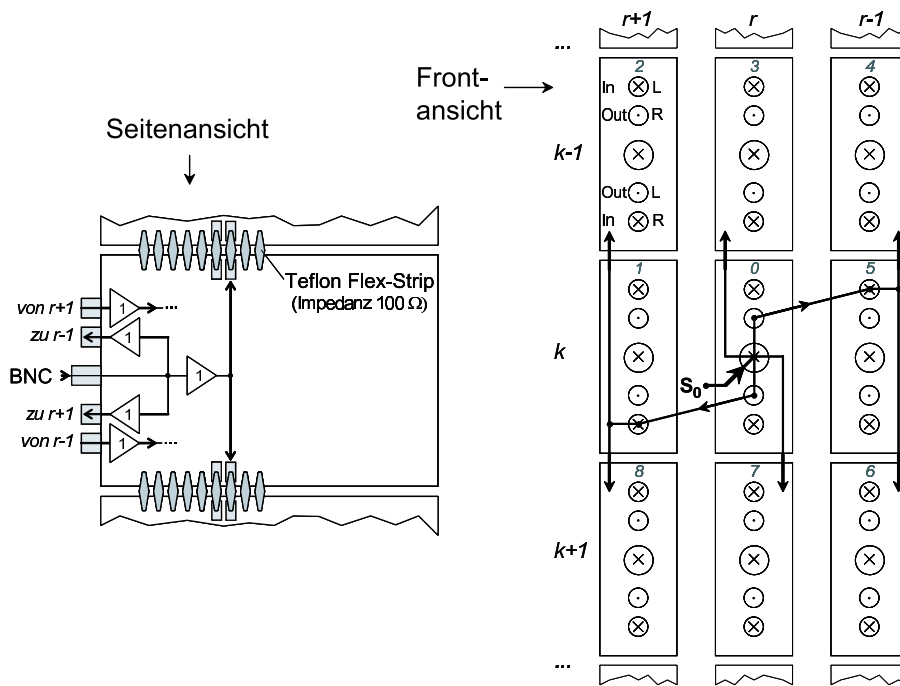 Seitenansicht
Teflon Flex-Strip
(Impedanz 100 Ω)
von r+1
1
...
zu r-1
1
BNC
1
zu r+1
1
von r-1
1
...
Front-
ansicht
r+1
r
r-1
...
k-1
2
In
L
Out
R
Out
L
In
R
3
4
k
1
0
5
S₀
k+1
8
7
6
...